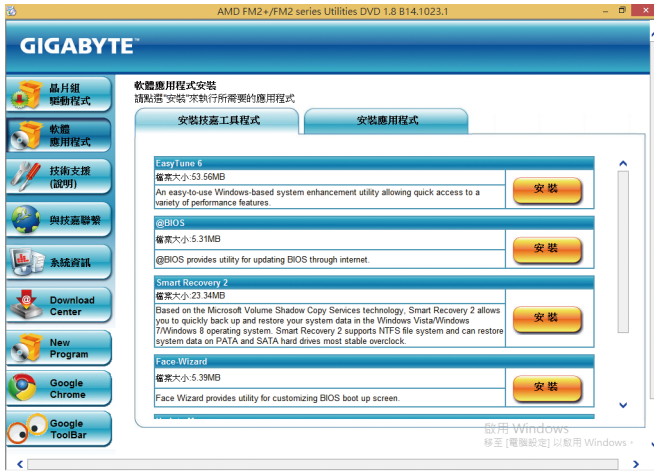 AMD FM2+/FM2 series Utilities DVD 1.8 B14.1023.1
GIGABYTE™
晶片組
驅動程式
軟體
應用程式
技術支援
(說明)
與技嘉聯繫
系統資訊
Download
Center
New
Program
Google
Chrome
Google
ToolBar
軟體應用程式安裝
請點選"安裝"來執行所需要的應用程式
安裝技嘉工具程式
安裝應用程式
EasyTune 6
檔案大小:53.56MB
An easy-to-use Windows-based system enhancement utility allowing quick access to a
variety of performance features.
安裝
@BIOS
檔案大小:5.31MB
@BIOS provides utility for updating BIOS through internet.
安裝
Smart Recovery 2
檔案大小:23.34MB
Based on the Microsoft Volume Shadow Copy Services technology, Smart Recovery 2 allows
you to quickly back up and restore your system data in the Windows Vista/Windows
7/Windows 8 operating system. Smart Recovery 2 supports NTFS file system and can restore
system data on PATA and SATA hard drives most stable overclock.
安裝
Face-Wizard
檔案大小:5.39MB
Face Wizard provides utility for customizing BIOS boot up screen.
安裝
啟用 Windows
移至 [電腦設定] 以啟用 Windows。